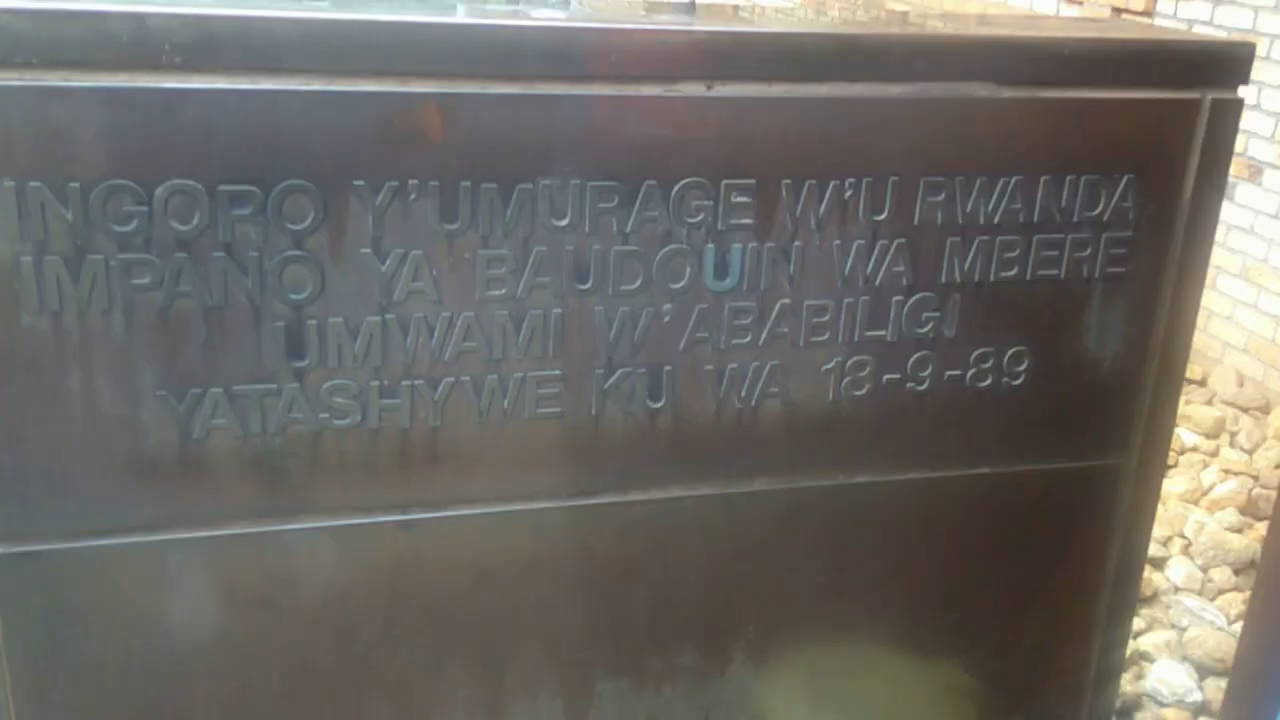 INGORO Y'UMURAGE W'U RWANDA
IMPANO YA BAUDOUIN WA MBERE
UMWAMI W'ABABILIGI
YATASHYWE KU WA 18-9-89